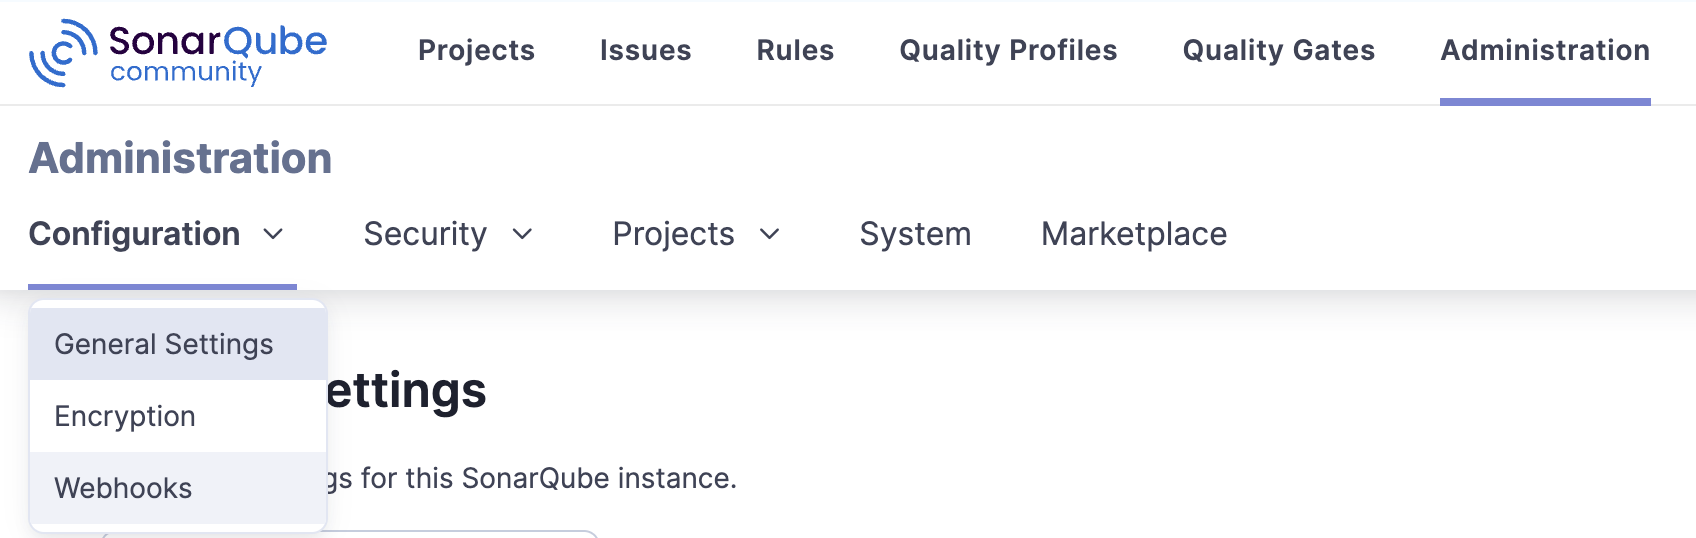 SonarQube community
Projects Issues Rules Quality Profiles Quality Gates Administration
Administration
Configuration Security Projects System Marketplace
General Settings
ettings
Encryption
gs for this SonarQube instance.
Webhooks